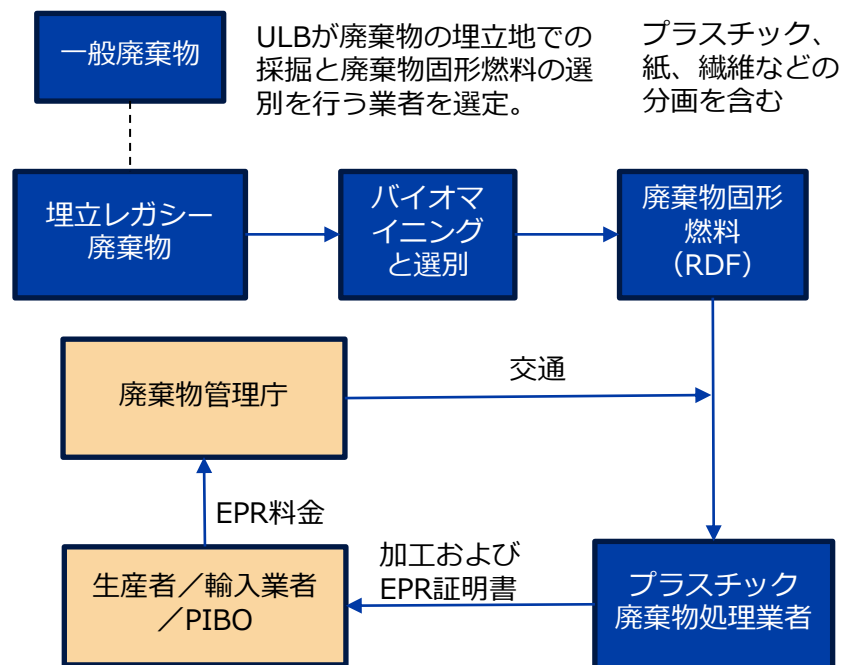 一般廃棄物
ULBが廃棄物の埋立地での
採掘と廃棄物固形燃料の選
別を行う業者を選定。
プラスチック、
紙、繊維などの
分画を含む
埋立レガシー
廃棄物
バイオマ
イニング
と選別
廃棄物固形
燃料
（RDF）
廃棄物管理庁
交通
EPR料金
生産者／輸入業者
／PIBO
加工および
EPR証明書
プラスチック
廃棄物処理業者